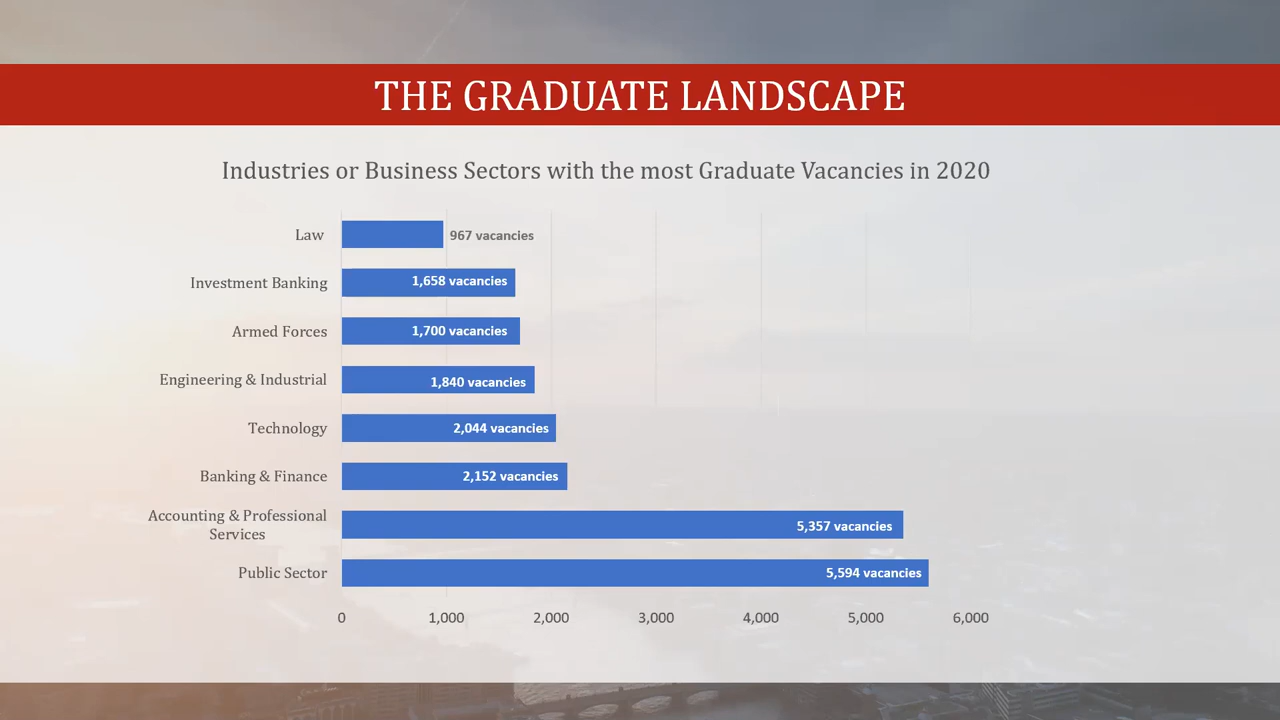 THE GRADUATE LANDSCAPE
Industries or Business Sectors with the most Graduate Vacancies in 2020
Law
967 vacancies
Investment Banking
1,658 vacancies
Armed Forces
1,700 vacancies
Engineering & Industrial
1,840 vacancies
Technology
2,044 vacancies
Banking & Finance
2,152 vacancies
Accounting & Professional
Services
5,357 vacancies
Public Sector
5,594 vacancies
0 1,000 2,000 3,000 4,000 5,000 6,000